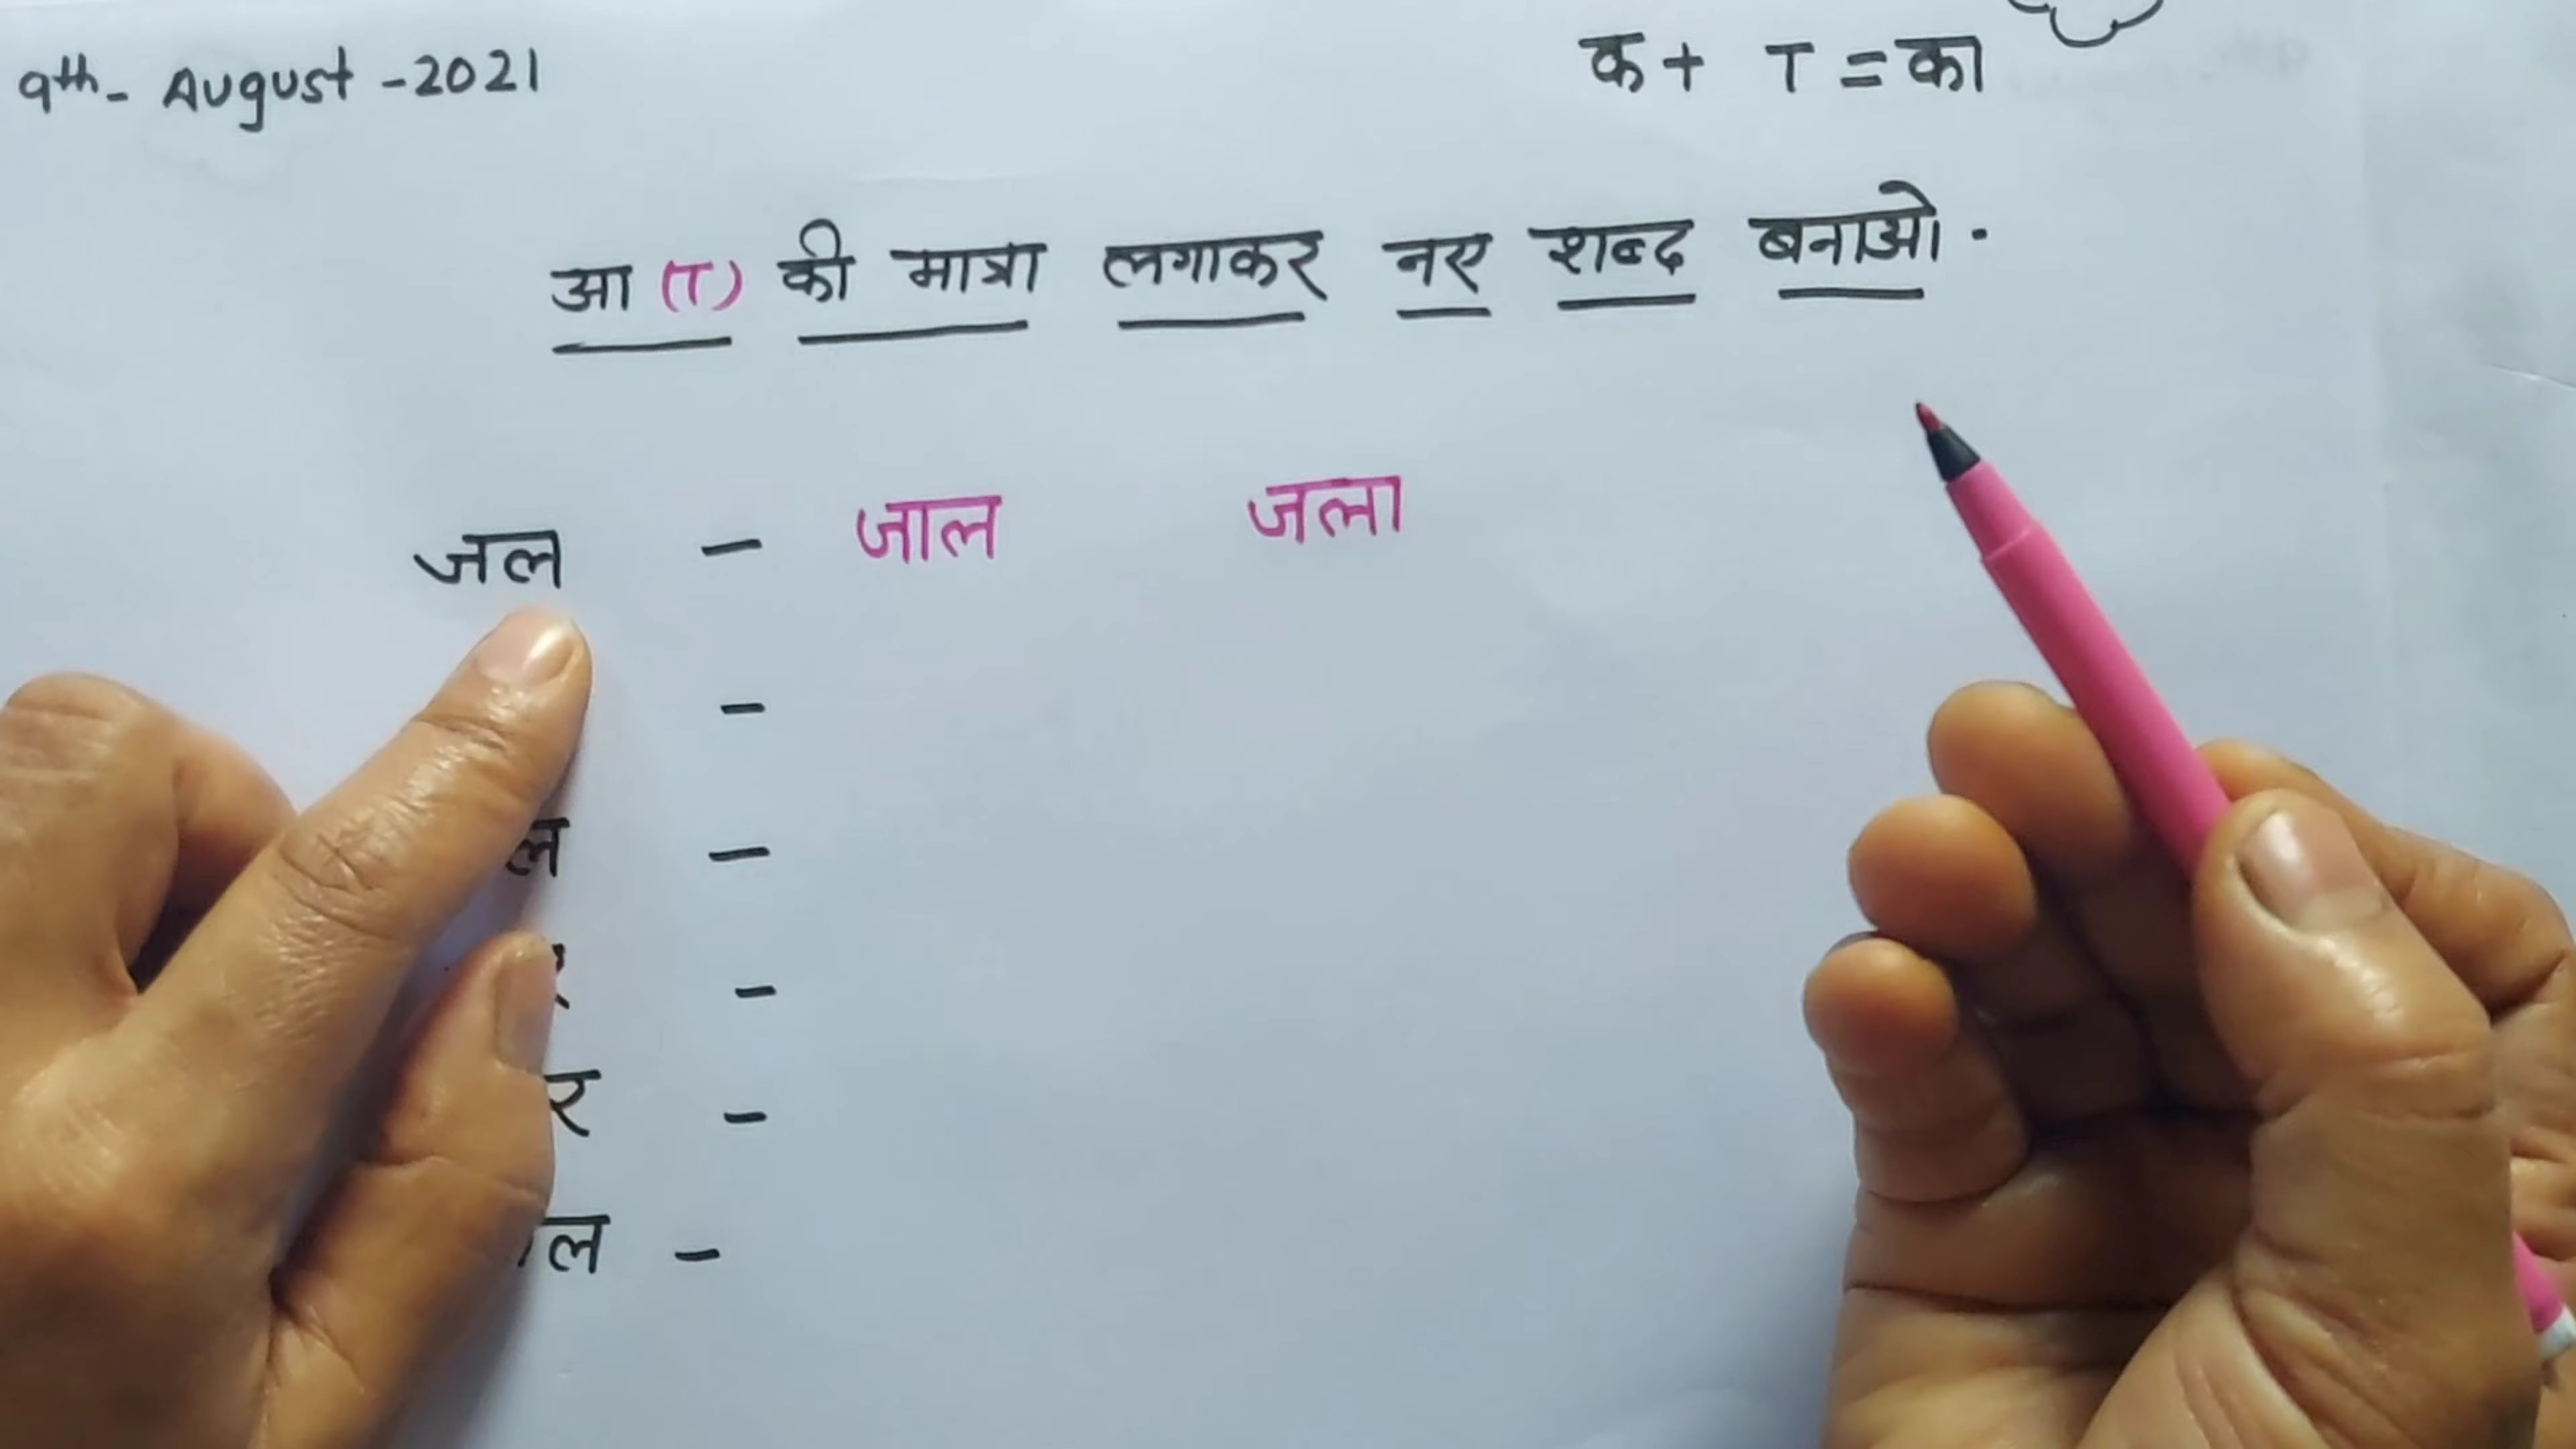 9th- August -2021
क + ा = का
आ (ा) की मात्रा लगाकर नए शब्द बनाओ.
जल - जाल जला
-
-
-
-
-